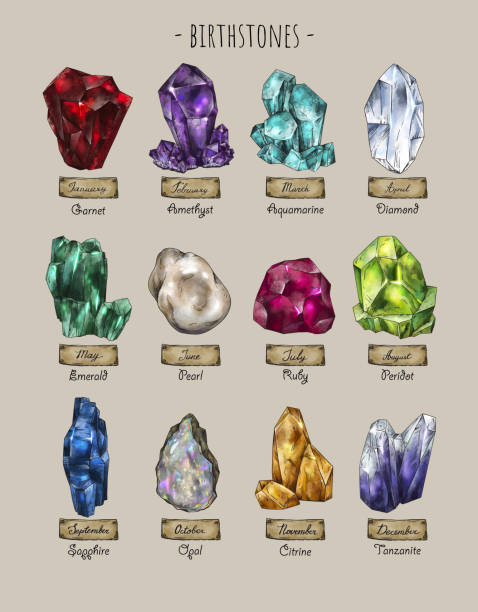 - BIRTHSTONES -
January February March April
Garnet Amethyst Aquamarine Diamond
May June July August
Emerald Pearl Ruby Peridot
September October November December
Sapphire Opal Citrine Tanzanite